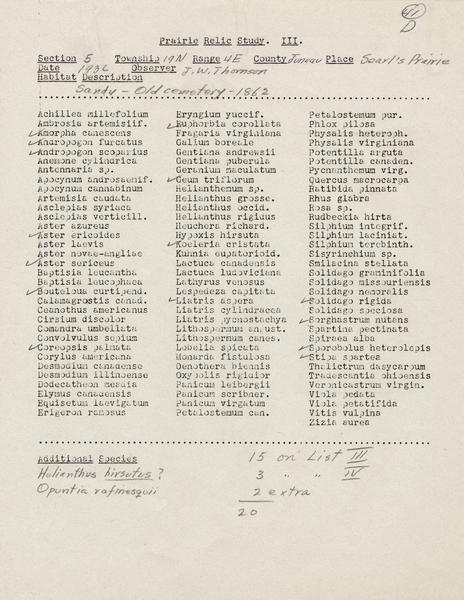 41
D
Prairie Relic Study. III.
Section 5 Township 19N Range 4E County Juneau Place Searl's Prairie
Date 1936 Observer J.W. Thomson
Habitat Description
Sandy - Old cemetery - 1862
Achillea millefolium Eryngium yuccif. Petalostemum pur.
Ambrosia artemisiif. ✓Euphorbia corollata Phlox pilosa
✓Amorpha canescens Fragaria virginiana Physalis heteroph.
✓Andropogon furcatus Galium boreale Physalis virginiana
✓Andropogon scoparius Gentiana andrewsii Potentilla arguta
Anemone cylindrica Gentiana puberula Potentilla canaden.
Antennaria sp. Geranium maculatum Pycnanthemum virg.
Apocynum androsaemif. ✓Geum triflorum Quercus macrocarpa
Apocynum cannabinum Helianthemum sp. Ratibida pinnata
Artemisia caudata Helianthus grosse. Rhus glabra
Asclepias syriaca Helianthus occid. Rosa sp.
Asclepias verticill. Helianthus rigidus Rudbeckia hirta
Aster azureus Heuchera richard. Silphium integrif.
✓Aster ericoides Hypoxis hirsuta Silphium laciniat.
Aster laevis ✓Koeleria cristata Silphium terebinth.
Aster novae-angliae Kuhnia eupatorioid. Sisyrinchium sp.
✓Aster sericeus Lactuca canadensis Smilacina stellata
Baptisia leucantha Lactuca ludoviciana Solidago graminifolia
Baptisia leucophaea Lathyrus venosus Solidago missouriensis
✓Bouteloua curtipend. Lespedeza capitata Solidago nemoralis
Calamagrostis canad. ✓Liatris aspera ✓Solidago rigida
Ceanothus americanus Liatris cylindracea Solidago speciosa
Cirsium discolor Liatris pycnostachya ✓Sorghastrum nutans
Comandra umbellata Lithospermum angust. Spartina pectinata
Convolvulus sepium Lithospermum canes. Spiraea alba
✓Coreopsis palmata Lobelia spicata ✓Sporobolus heterolepis
Corylus americana Monarda fistulosa ✓Stipa spartea
Desmodium canadense Oenothera biennis Thalictrum dasycarpum
Desmodium illinoense Oxypolis rigidior Tradescantia ohioensis
Dodecatheon meadia Panicum leibergii Veronicastrum virgin.
Elymus canadensis Panicum scribner. Viola pedata
Equisetum laevigatum Panicum virgatum Viola pedatifida
Erigeron ramosus Petalostemum can. Vitis vulpina
Zizia aurea
Additional Species 15 on List III
Helianthus hirsutus? 3 " " IV
Opuntia rafinesquii 2 extra
20